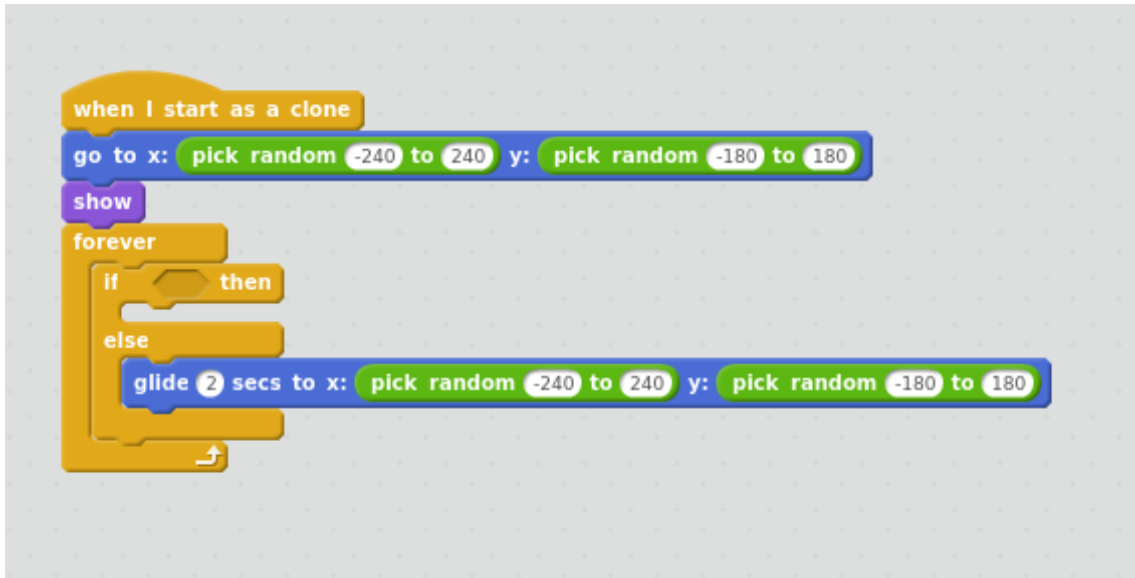 when I start as a clone
go to x: pick random -240 to 240 y: pick random -180 to 180
show
forever
if then
else
glide 2 secs to x: pick random -240 to 240 y: pick random -180 to 180